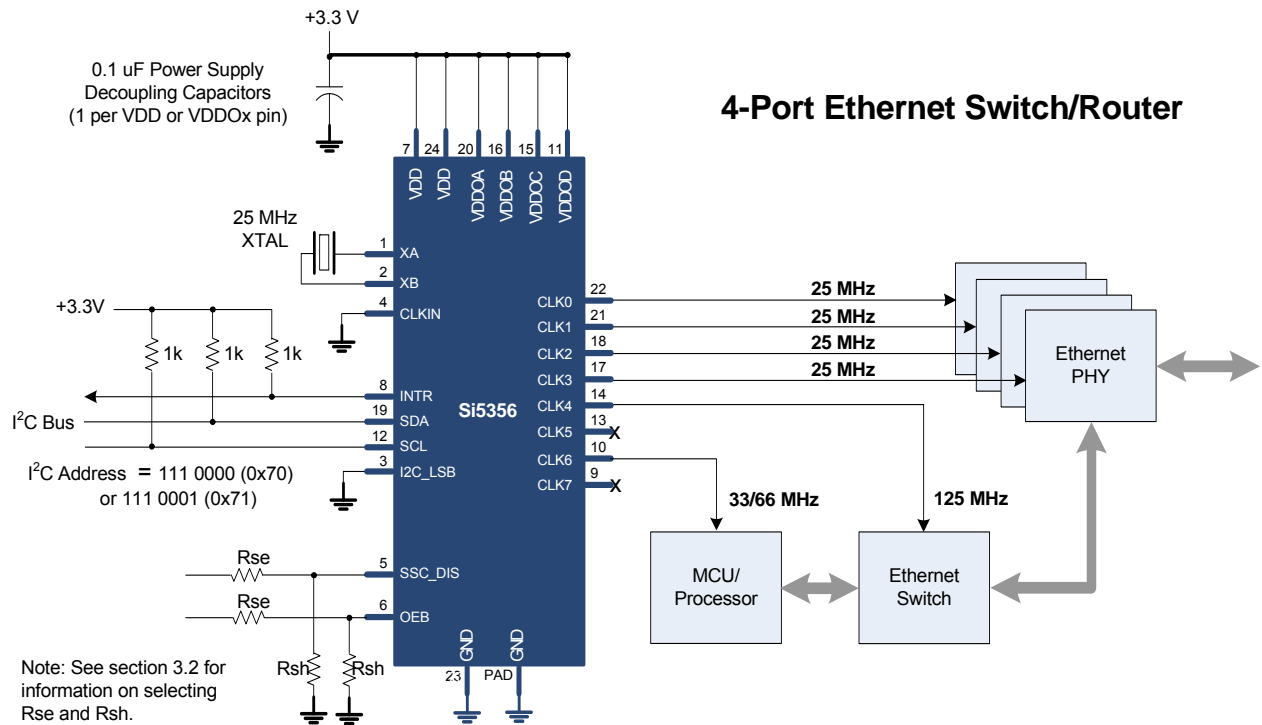 +3.3 V
0.1 uF Power Supply
Decoupling Capacitors
(1 per VDD or VDDOx pin)
4-Port Ethernet Switch/Router
7
24
20
16
15
11
VDD
VDD
VDDOA
VDDOB
VDDOC
VDDOD
25 MHz
XTAL
1
XA
2
XB
4
CLKIN
+3.3V
1k
1k
1k
8
INTR
19
SDA
12
SCL
3
I2C_LSB
I²C Bus
I²C Address = 111 0000 (0x70)
or 111 0001 (0x71)
Si5356
22
CLK0
25 MHz
21
CLK1
25 MHz
18
CLK2
25 MHz
17
CLK3
25 MHz
14
CLK4
13
CLK5
X
10
CLK6
9
CLK7
X
Ethernet
PHY
33/66 MHz
125 MHz
MCU/
Processor
Ethernet
Switch
Rse
5
SSC_DIS
Rse
6
OEB
Rsh
Rsh
GND
GND
23
PAD
Note: See section 3.2 for
information on selecting
Rse and Rsh.